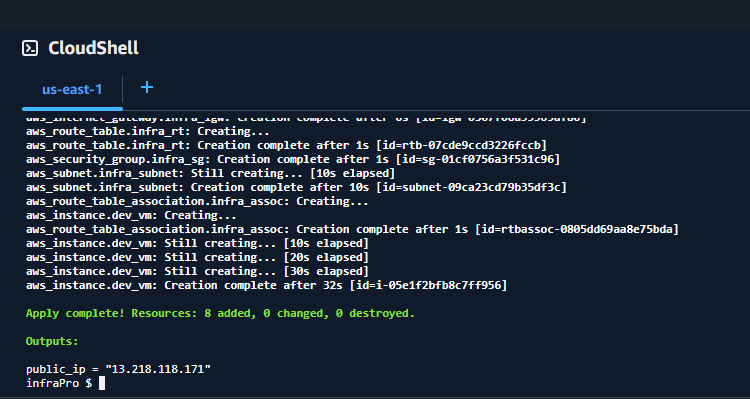 CloudShell
us-east-1
+
aws_internet_gateway.infra_igw: Creation complete after
aws_route_table.infra_rt: Creating...
aws_route_table.infra_rt: Creation complete after 1s [id=rtb-07cde9ccd3226fccb]
aws_security_group.infra_sg: Creation complete after 1s [id=sg-01cf0756a3f531c96]
aws_subnet.infra_subnet: Still creating... [10s elapsed]
aws_subnet.infra_subnet: Creation complete after 10s [id=subnet-09ca23cd79b35df3c]
aws_route_table_association.infra_assoc: Creating...
aws_instance.dev_vm: Creating...
aws_route_table_association.infra_assoc: Creation complete after 1s [id=rtbassoc-0805dd69aa8e75bda]
aws_instance.dev_vm: Still creating... [10s elapsed]
aws_instance.dev_vm: Still creating... [20s elapsed]
aws_instance.dev_vm: Still creating... [30s elapsed]
aws_instance.dev_vm: Creation complete after 32s [id=i-05e1f2bfb8c7ff956]
Apply complete! Resources: 8 added, 0 changed, 0 destroyed.
Outputs:
public_ip = "13.218.118.171"
infraPro $